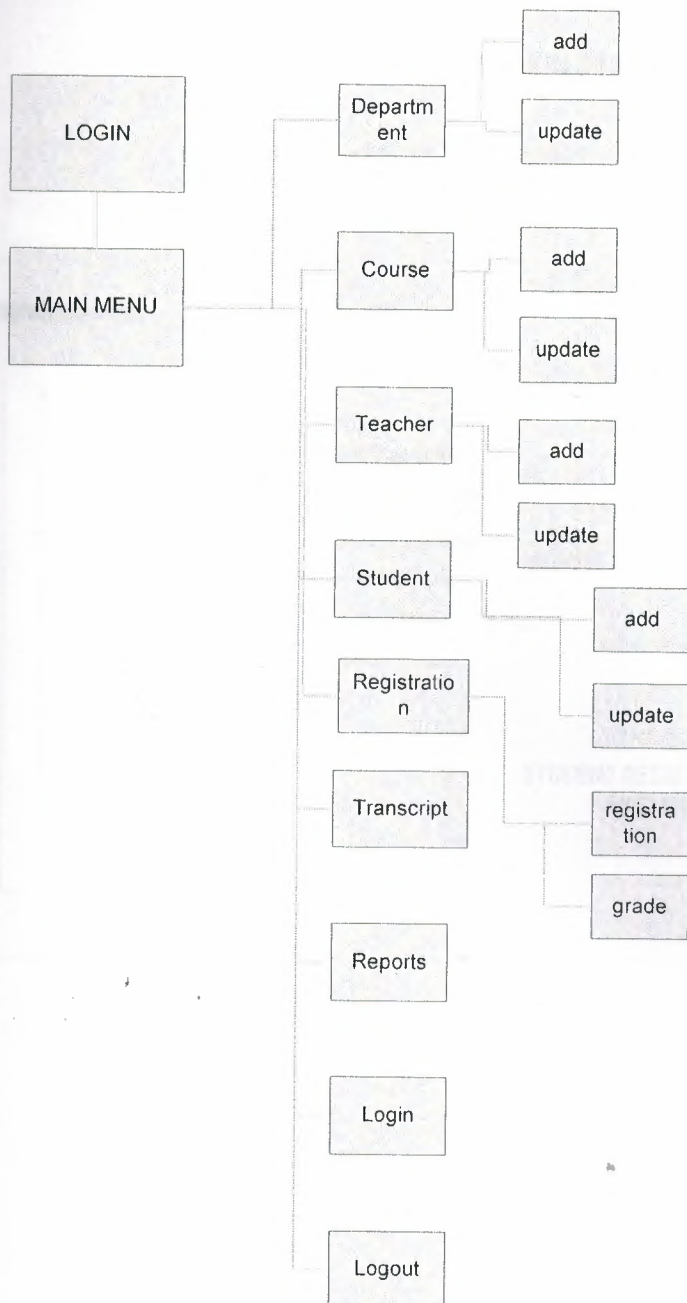 LOGIN
MAIN MENU
Departm
ent
add
update
Course
add
update
Teacher
add
update
Student
add
update
Registratio
n
registra
tion
grade
Transcript
Reports
Login
Logout